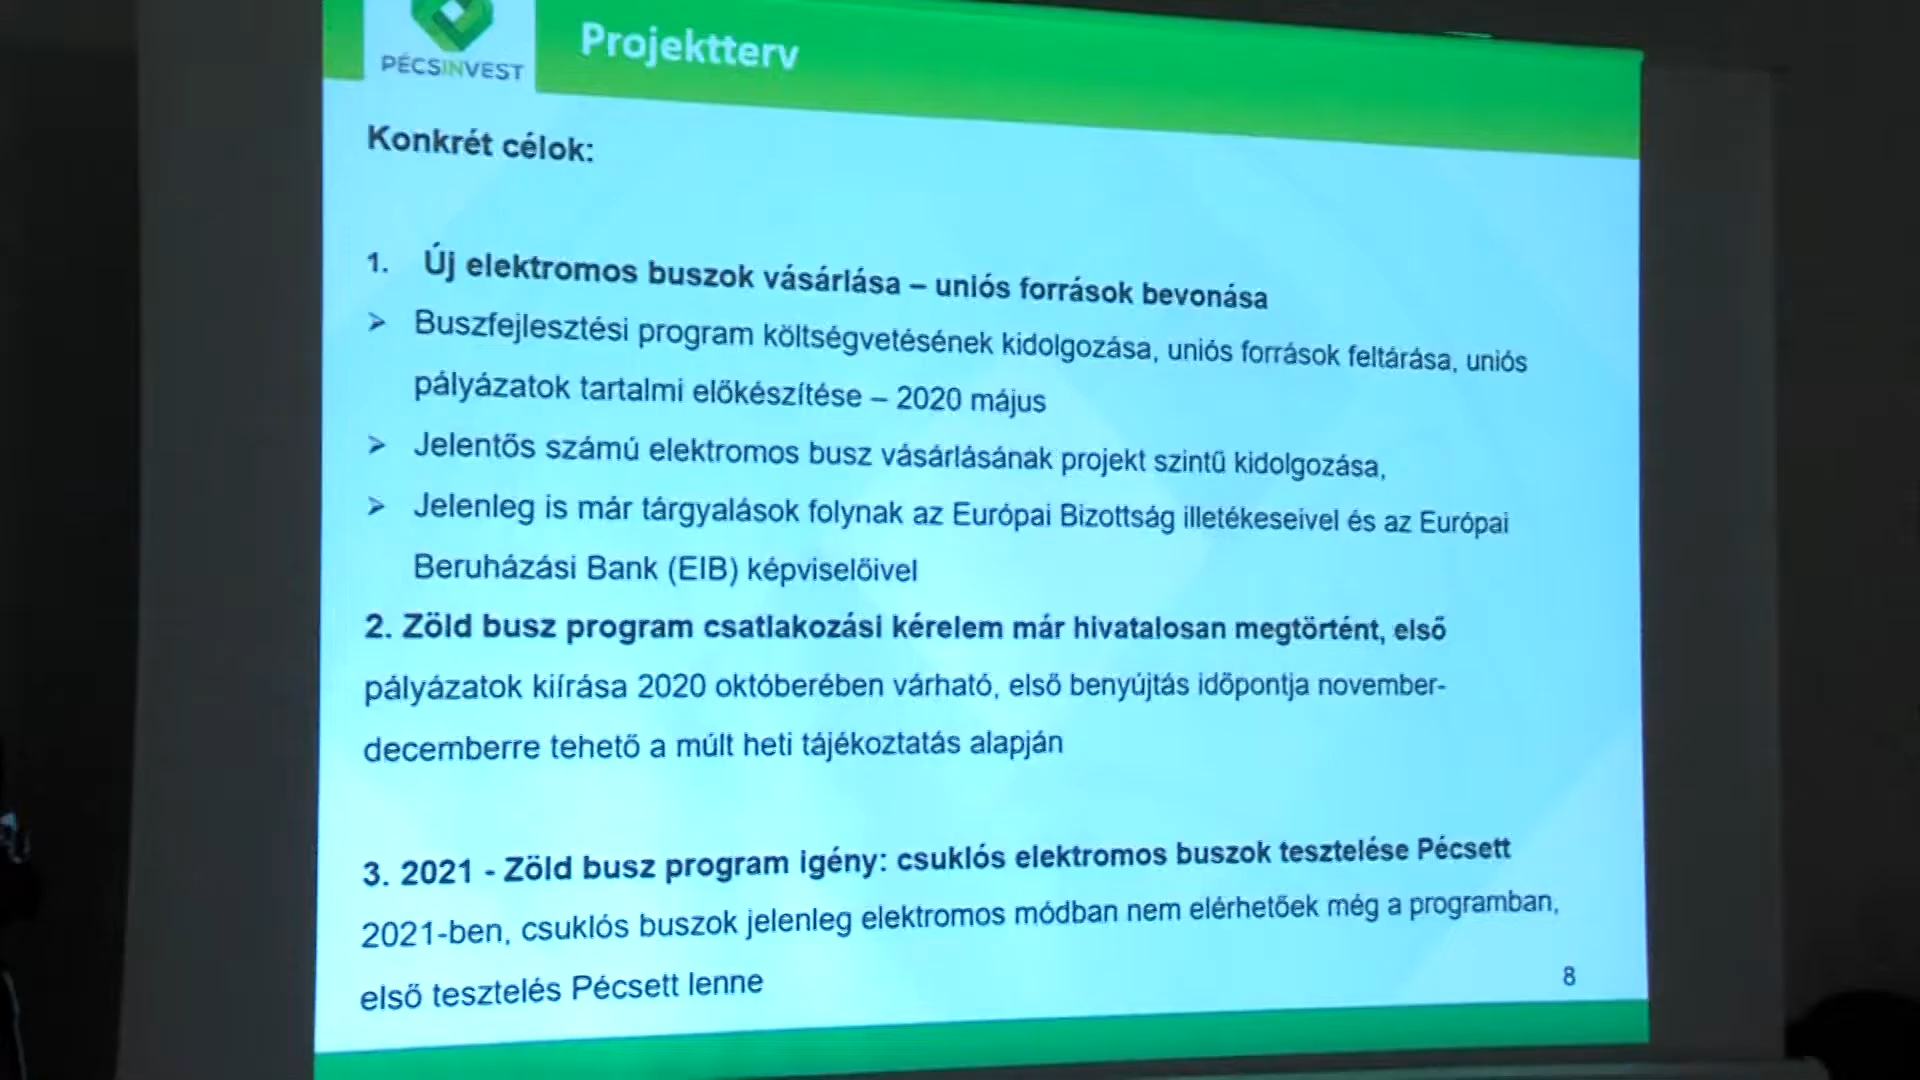 PÉCSINVEST
Projektterv
Konkrét célok:
1. Új elektromos buszok vásárlása – uniós források bevonása
➢ Buszfejlesztési program költségvetésének kidolgozása, uniós források feltárása, uniós
pályázatok tartalmi előkészítése – 2020 május
➢ Jelentős számú elektromos busz vásárlásának projekt szintű kidolgozása,
➢ Jelenleg is már tárgyalások folynak az Európai Bizottság illetékeseivel és az Európai
Beruházási Bank (EIB) képviselőivel
2. Zöld busz program csatlakozási kérelem már hivatalosan megtörtént, első
pályázatok kiírása 2020 októberében várható, első benyújtás időpontja november-
decemberre tehető a múlt heti tájékoztatás alapján
3. 2021 - Zöld busz program igény: csuklós elektromos buszok tesztelése Pécsett
2021-ben, csuklós buszok jelenleg elektromos módban nem elérhetőek még a programban,
első tesztelés Pécsett lenne
8